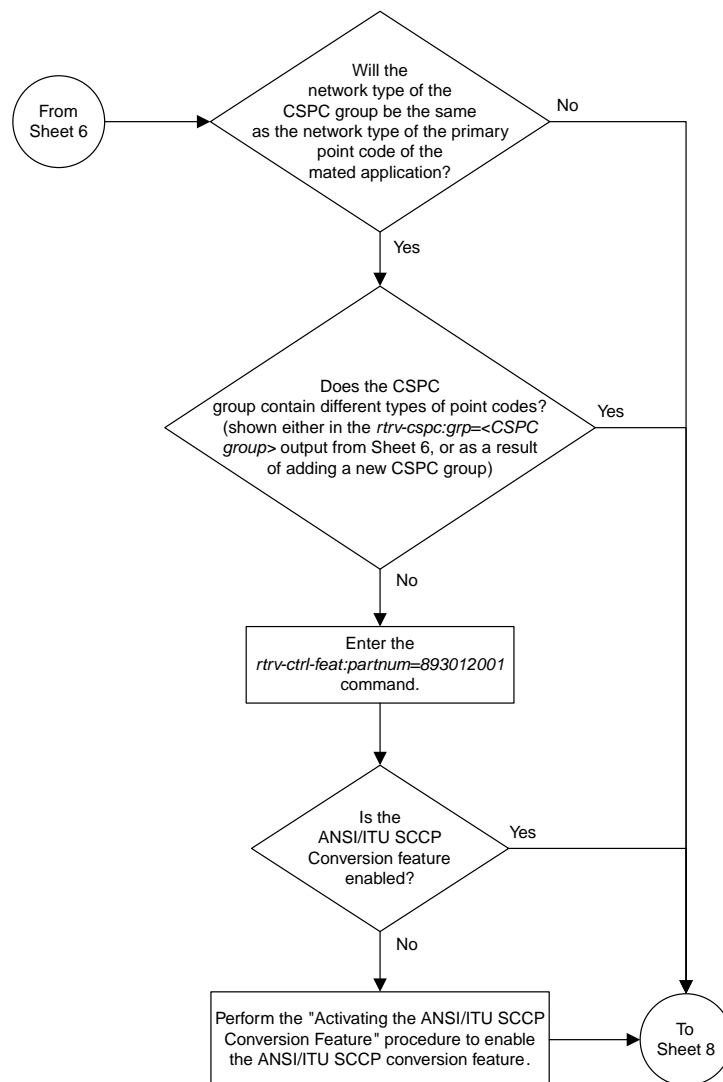 Will the
network type of the
CSPC group be the same
as the network type of the primary
point code of the
mated application?
From
Sheet 6
No
Yes
Does the CSPC
group contain different types of point codes?
(shown either in the rtrv-cspc:grp=<CSPC
group> output from Sheet 6, or as a result
of adding a new CSPC group)
Yes
No
Enter the
rtrv-ctrl-feat:partnum=893012001
command.
Is the
ANSI/ITU SCCP
Conversion feature
enabled?
Yes
No
Perform the "Activating the ANSI/ITU SCCP
Conversion Feature" procedure to enable
the ANSI/ITU SCCP conversion feature.
To
Sheet 8